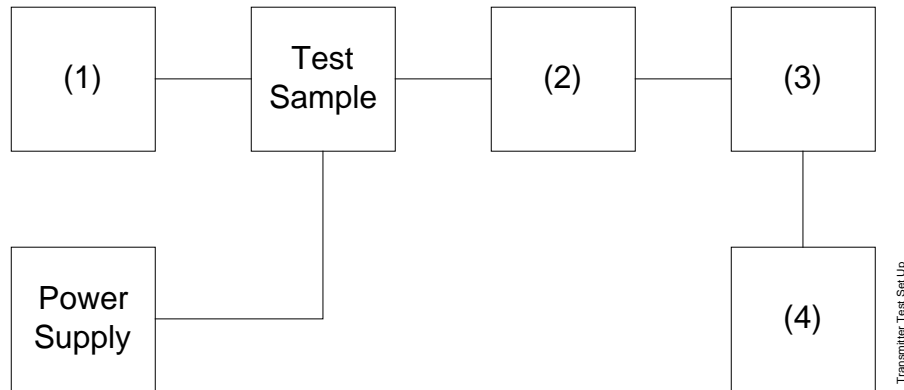 (1)
Test
Sample
(2)
(3)
Power
Supply
(4)
Transmitter Test Set Up